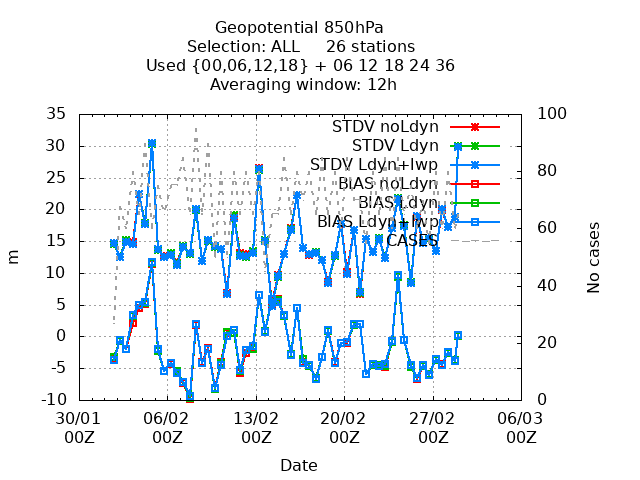 Geopotential 850hPa
Selection: ALL     26 stations
Used {00,06,12,18} + 06 12 18 24 36
Averaging window: 12h
35
30
25
20
15
10
5
0
-5
-10
m
100
80
60
40
20
0
No cases
STDV noLdyn
STDV Ldyn
STDV Ldyn+lwp
BIAS noLdyn
BIAS Ldyn
BIAS Ldyn+lwp
CASES
30/01 06/02 13/02 20/02 27/02 06/03
00Z 00Z 00Z 00Z 00Z 00Z
Date